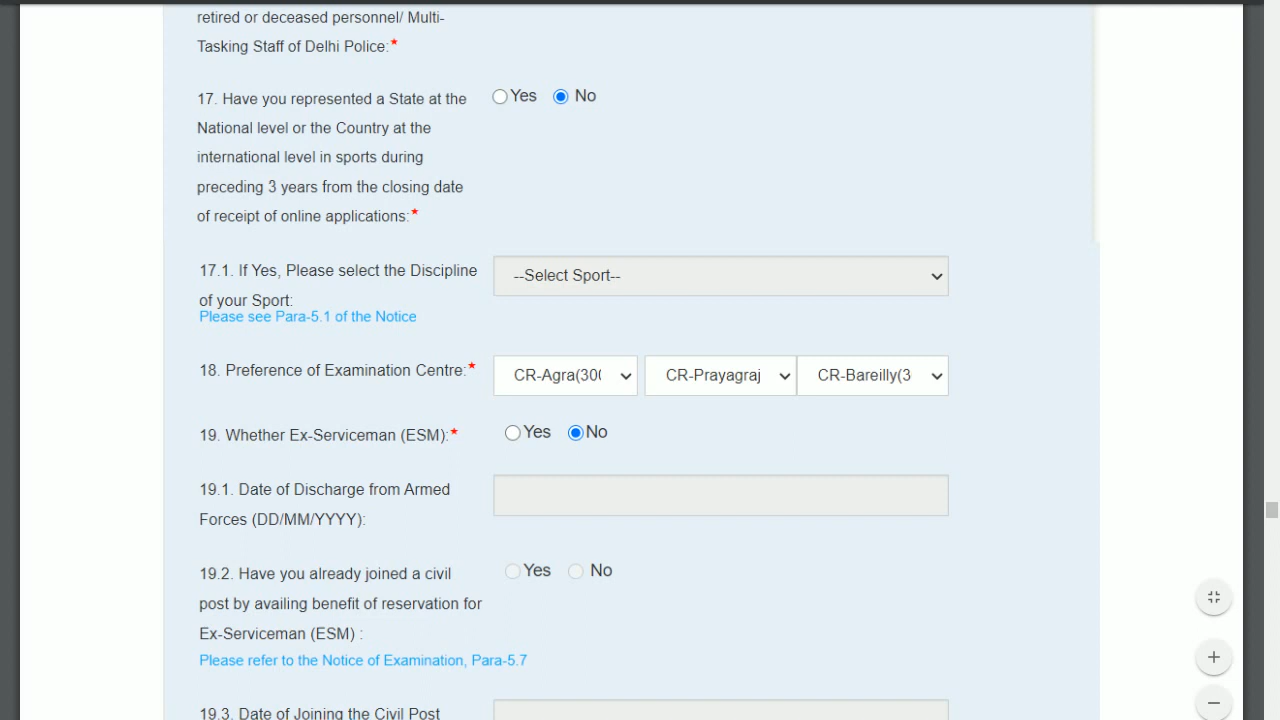 retired or deceased personnel/ Multi-
Tasking Staff of Delhi Police:*
17. Have you represented a State at the
National level or the Country at the
international level in sports during
preceding 3 years from the closing date
of receipt of online applications:*
Yes No
17.1. If Yes, Please select the Discipline
of your Sport:
Please see Para-5.1 of the Notice
--Select Sport--
18. Preference of Examination Centre:*
CR-Agra(300 CR-Prayagraj CR-Bareilly(3
19. Whether Ex-Serviceman (ESM):*
Yes No
19.1. Date of Discharge from Armed
Forces (DD/MM/YYYY):
19.2. Have you already joined a civil
post by availing benefit of reservation for
Ex-Serviceman (ESM) :
Please refer to the Notice of Examination, Para-5.7
Yes No
19.3. Date of Joining the Civil Post